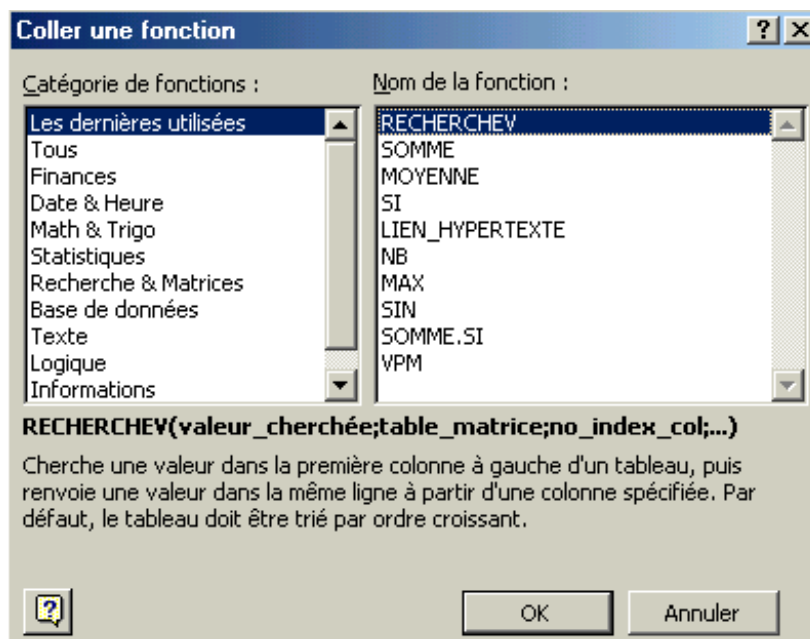 Coller une fonction
Catégorie de fonctions :
Les dernières utilisées
Tous
Finances
Date & Heure
Math & Trigo
Statistiques
Recherche & Matrices
Base de données
Texte
Logique
Informations
Nom de la fonction :
RECHERCHEV
SOMME
MOYENNE
SI
LIEN_HYPERTEXTE
NB
MAX
SIN
SOMME.SI
VPM
RECHERCHEV(valeur_cherchée;table_matrice;no_index_col;...)
Cherche une valeur dans la première colonne à gauche d'un tableau, puis
renvoie une valeur dans la même ligne à partir d'une colonne spécifiée. Par
défaut, le tableau doit être trié par ordre croissant.
OK
Annuler